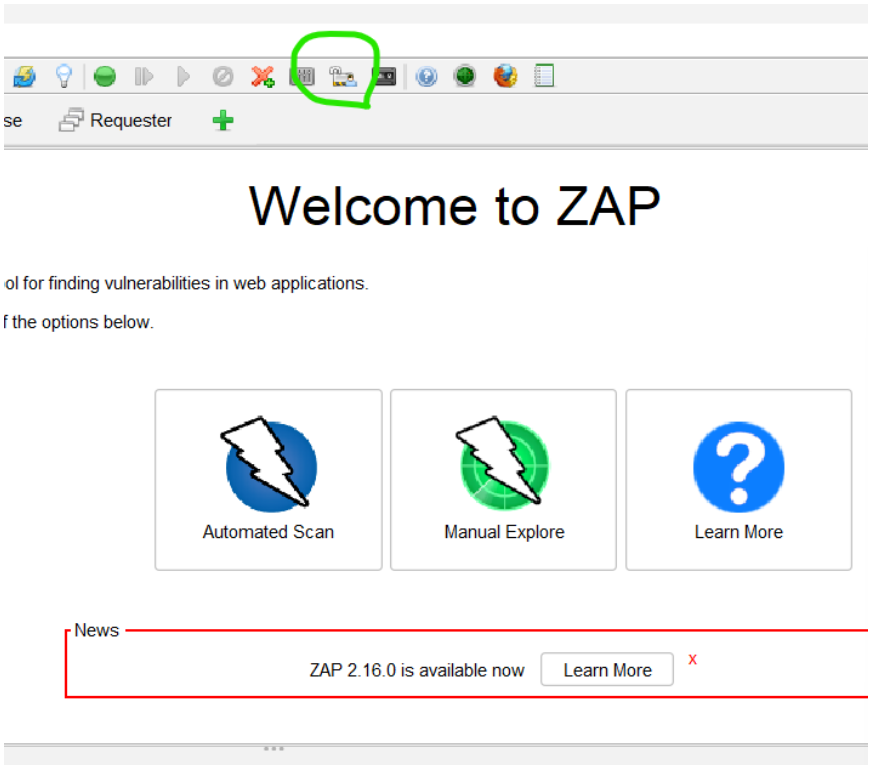 se Requester
Welcome to ZAP
ol for finding vulnerabilities in web applications.
f the options below.
Automated Scan Manual Explore Learn More
News
ZAP 2.16.0 is available now Learn More x